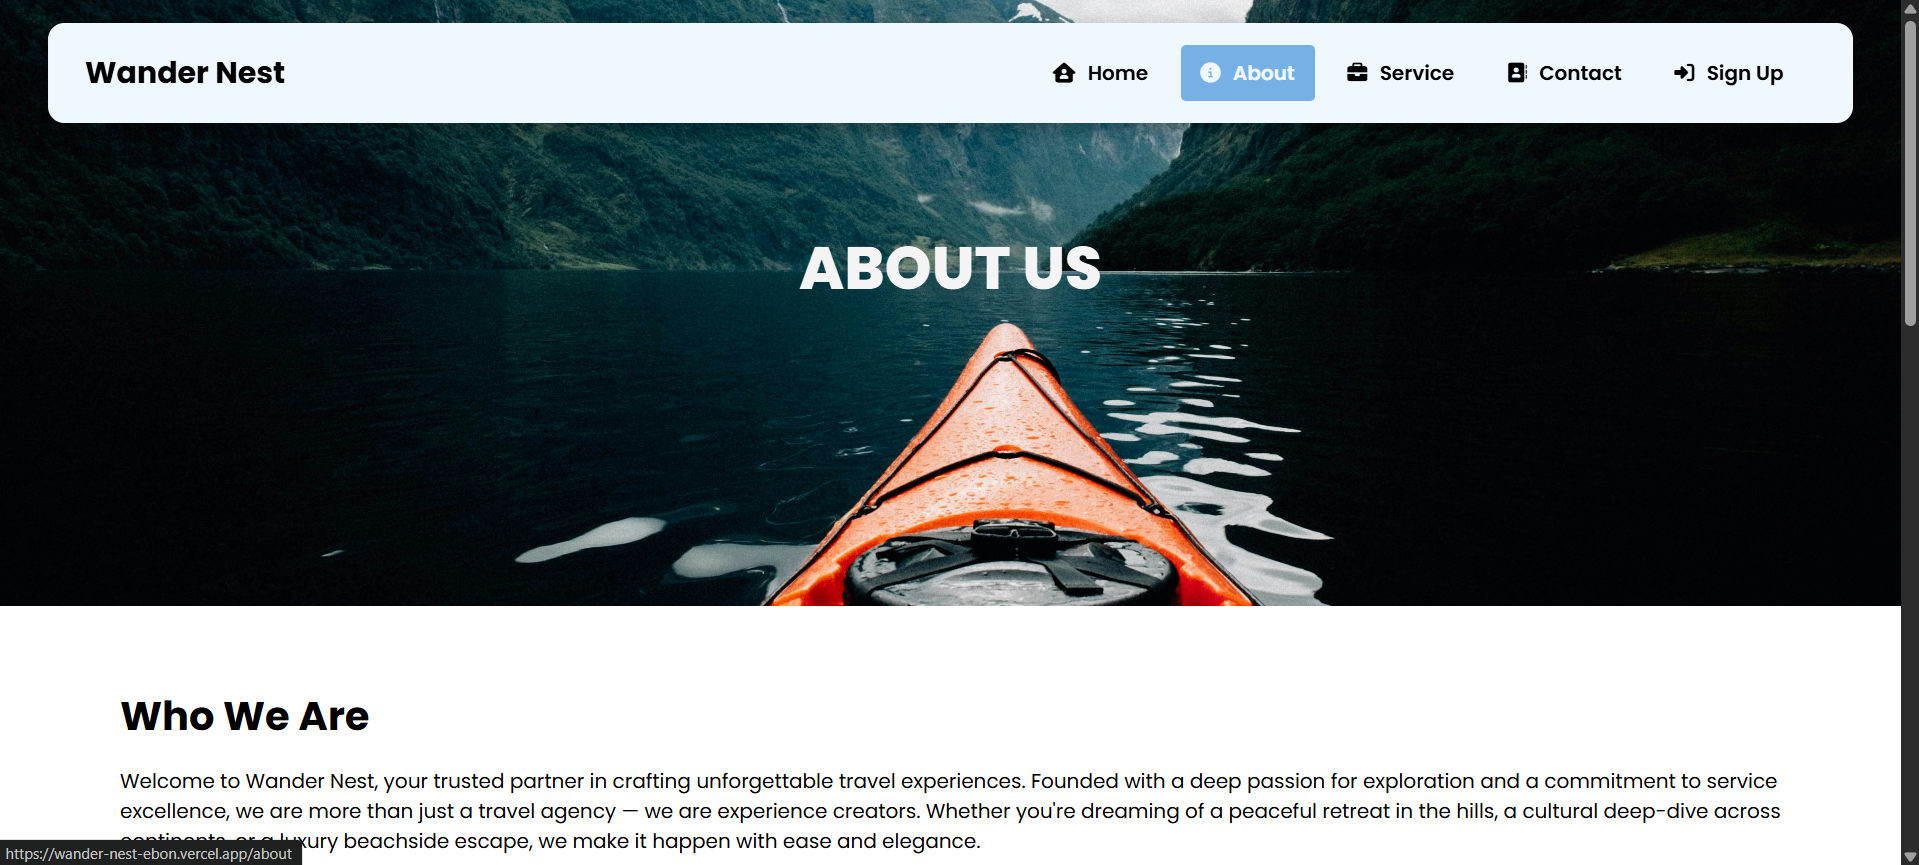 Wander Nest
Home
About
Service
Contact
Sign Up
ABOUT US
Who We Are
Welcome to Wander Nest, your trusted partner in crafting unforgettable travel experiences. Founded with a deep passion for exploration and a commitment to service
excellence, we are more than just a travel agency — we are experience creators. Whether you're dreaming of a peaceful retreat in the hills, a cultural deep-dive across
continents, or a luxury beachside escape, we make it happen with ease and elegance.
https://wander-nest-ebon.vercel.app/about